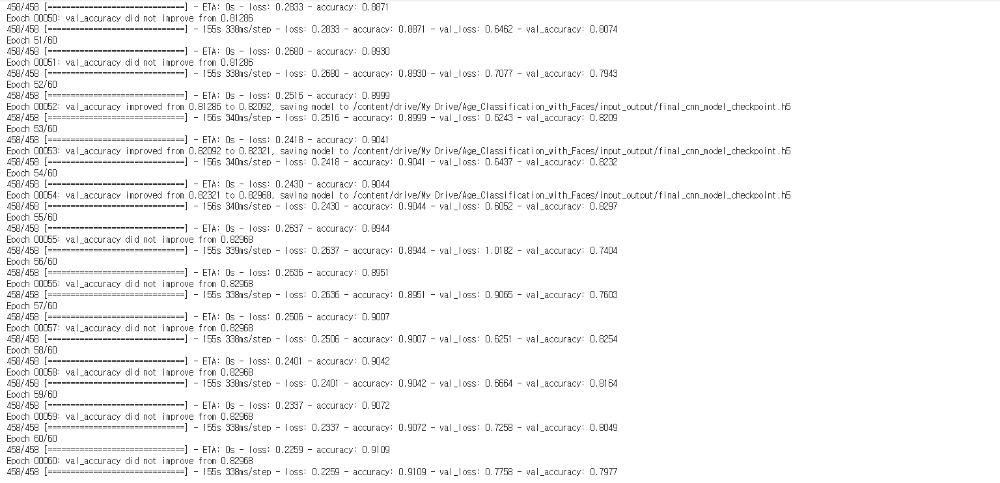 458/458 [==============================] - ETA: 0s - loss: 0.2833 - accuracy: 0.8871
Epoch 00050: val_accuracy did not improve from 0.81286
458/458 [==============================] - 155s 338ms/step - loss: 0.2833 - accuracy: 0.8871 - val_loss: 0.6462 - val_accuracy: 0.8074
Epoch 51/60
458/458 [==============================] - ETA: 0s - loss: 0.2680 - accuracy: 0.8930
Epoch 00051: val_accuracy did not improve from 0.81286
458/458 [==============================] - 155s 338ms/step - loss: 0.2680 - accuracy: 0.8930 - val_loss: 0.7077 - val_accuracy: 0.7943
Epoch 52/60
458/458 [==============================] - ETA: 0s - loss: 0.2516 - accuracy: 0.8999
Epoch 00052: val_accuracy improved from 0.81286 to 0.82092, saving model to /content/drive/My Drive/Age_Classification_with_Faces/input_output/final_cnn_model_checkpoint.h5
458/458 [==============================] - 156s 340ms/step - loss: 0.2516 - accuracy: 0.8999 - val_loss: 0.6243 - val_accuracy: 0.8209
Epoch 53/60
458/458 [==============================] - ETA: 0s - loss: 0.2418 - accuracy: 0.9041
Epoch 00053: val_accuracy improved from 0.82092 to 0.82321, saving model to /content/drive/My Drive/Age_Classification_with_Faces/input_output/final_cnn_model_checkpoint.h5
458/458 [==============================] - 156s 340ms/step - loss: 0.2418 - accuracy: 0.9041 - val_loss: 0.6437 - val_accuracy: 0.8232
Epoch 54/60
458/458 [==============================] - ETA: 0s - loss: 0.2430 - accuracy: 0.9044
Epoch 00054: val_accuracy improved from 0.82321 to 0.82968, saving model to /content/drive/My Drive/Age_Classification_with_Faces/input_output/final_cnn_model_checkpoint.h5
458/458 [==============================] - 156s 340ms/step - loss: 0.2430 - accuracy: 0.9044 - val_loss: 0.6052 - val_accuracy: 0.8297
Epoch 55/60
458/458 [==============================] - ETA: 0s - loss: 0.2637 - accuracy: 0.8944
Epoch 00055: val_accuracy did not improve from 0.82968
458/458 [==============================] - 155s 339ms/step - loss: 0.2637 - accuracy: 0.8944 - val_loss: 1.0182 - val_accuracy: 0.7404
Epoch 56/60
458/458 [==============================] - ETA: 0s - loss: 0.2636 - accuracy: 0.8951
Epoch 00056: val_accuracy did not improve from 0.82968
458/458 [==============================] - 155s 338ms/step - loss: 0.2636 - accuracy: 0.8951 - val_loss: 0.9065 - val_accuracy: 0.7603
Epoch 57/60
458/458 [==============================] - ETA: 0s - loss: 0.2506 - accuracy: 0.9007
Epoch 00057: val_accuracy did not improve from 0.82968
458/458 [==============================] - 155s 338ms/step - loss: 0.2506 - accuracy: 0.9007 - val_loss: 0.6251 - val_accuracy: 0.8254
Epoch 58/60
458/458 [==============================] - ETA: 0s - loss: 0.2401 - accuracy: 0.9042
Epoch 00058: val_accuracy did not improve from 0.82968
458/458 [==============================] - 155s 338ms/step - loss: 0.2401 - accuracy: 0.9042 - val_loss: 0.6664 - val_accuracy: 0.8164
Epoch 59/60
458/458 [==============================] - ETA: 0s - loss: 0.2337 - accuracy: 0.9072
Epoch 00059: val_accuracy did not improve from 0.82968
458/458 [==============================] - 155s 338ms/step - loss: 0.2337 - accuracy: 0.9072 - val_loss: 0.7258 - val_accuracy: 0.8049
Epoch 60/60
458/458 [==============================] - ETA: 0s - loss: 0.2259 - accuracy: 0.9109
Epoch 00060: val_accuracy did not improve from 0.82968
458/458 [==============================] - 155s 338ms/step - loss: 0.2259 - accuracy: 0.9109 - val_loss: 0.7758 - val_accuracy: 0.7977